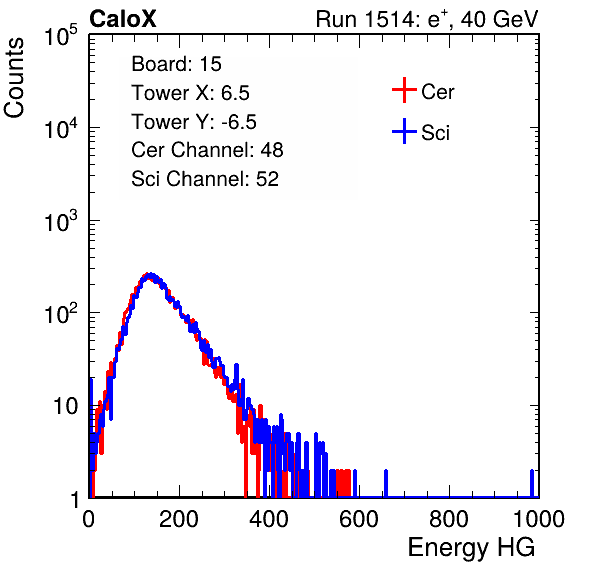 CaloX Run 1514: e⁺, 40 GeV
Counts
10⁵
10⁴
10³
10²
10
1
Board: 15
Tower X: 6.5
Tower Y: -6.5
Cer Channel: 48
Sci Channel: 52
Cer
Sci
0 200 400 600 800 1000
Energy HG